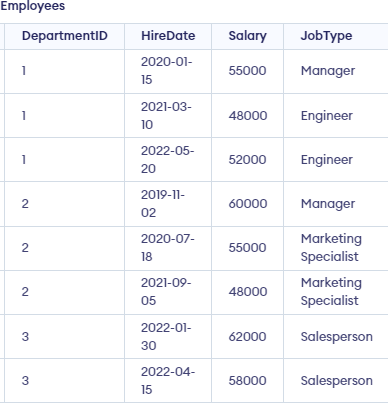 Employees
DepartmentID HireDate Salary JobType
1 2020-01-15 55000 Manager
1 2021-03-10 48000 Engineer
1 2022-05-20 52000 Engineer
2 2019-11-02 60000 Manager
2 2020-07-18 55000 Marketing Specialist
2 2021-09-05 48000 Marketing Specialist
3 2022-01-30 62000 Salesperson
3 2022-04-15 58000 Salesperson